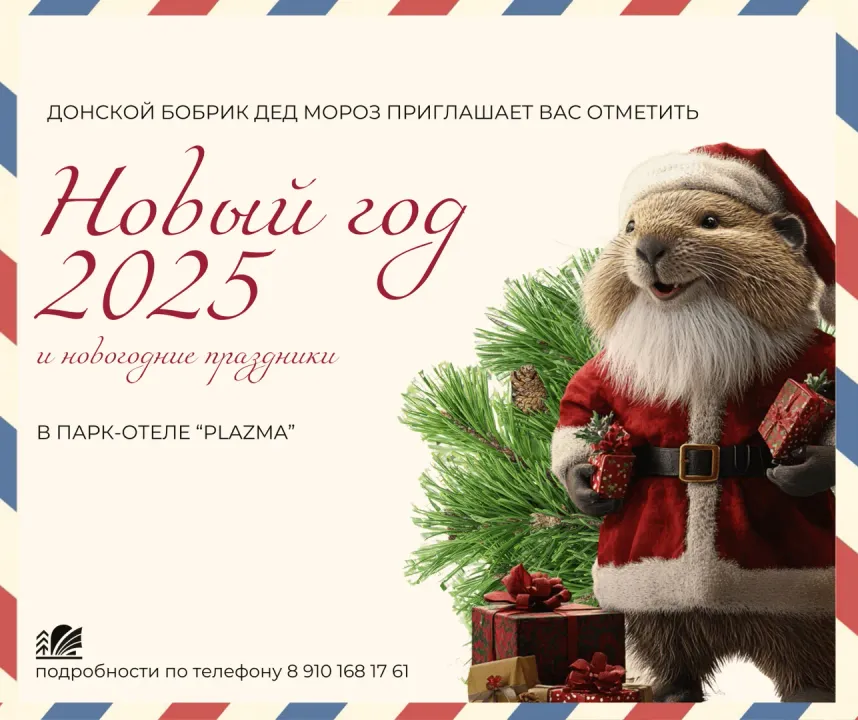 ДОНСКОЙ БОБРИК ДЕД МОРОЗ ПРИГЛАШАЕТ ВАС ОТМЕТИТЬ
Новый год
2025
и новогодние праздники
В ПАРК-ОТЕЛЕ “PLAZMA”
подробности по телефону 8 910 168 17 61